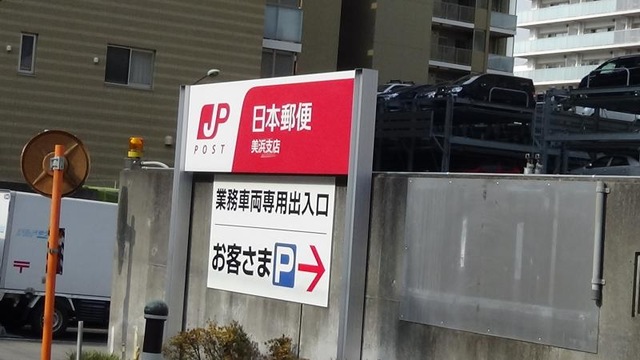 JP
POST
日本郵便
美浜支店
業務車両専用出入口
お客さま P →
〒